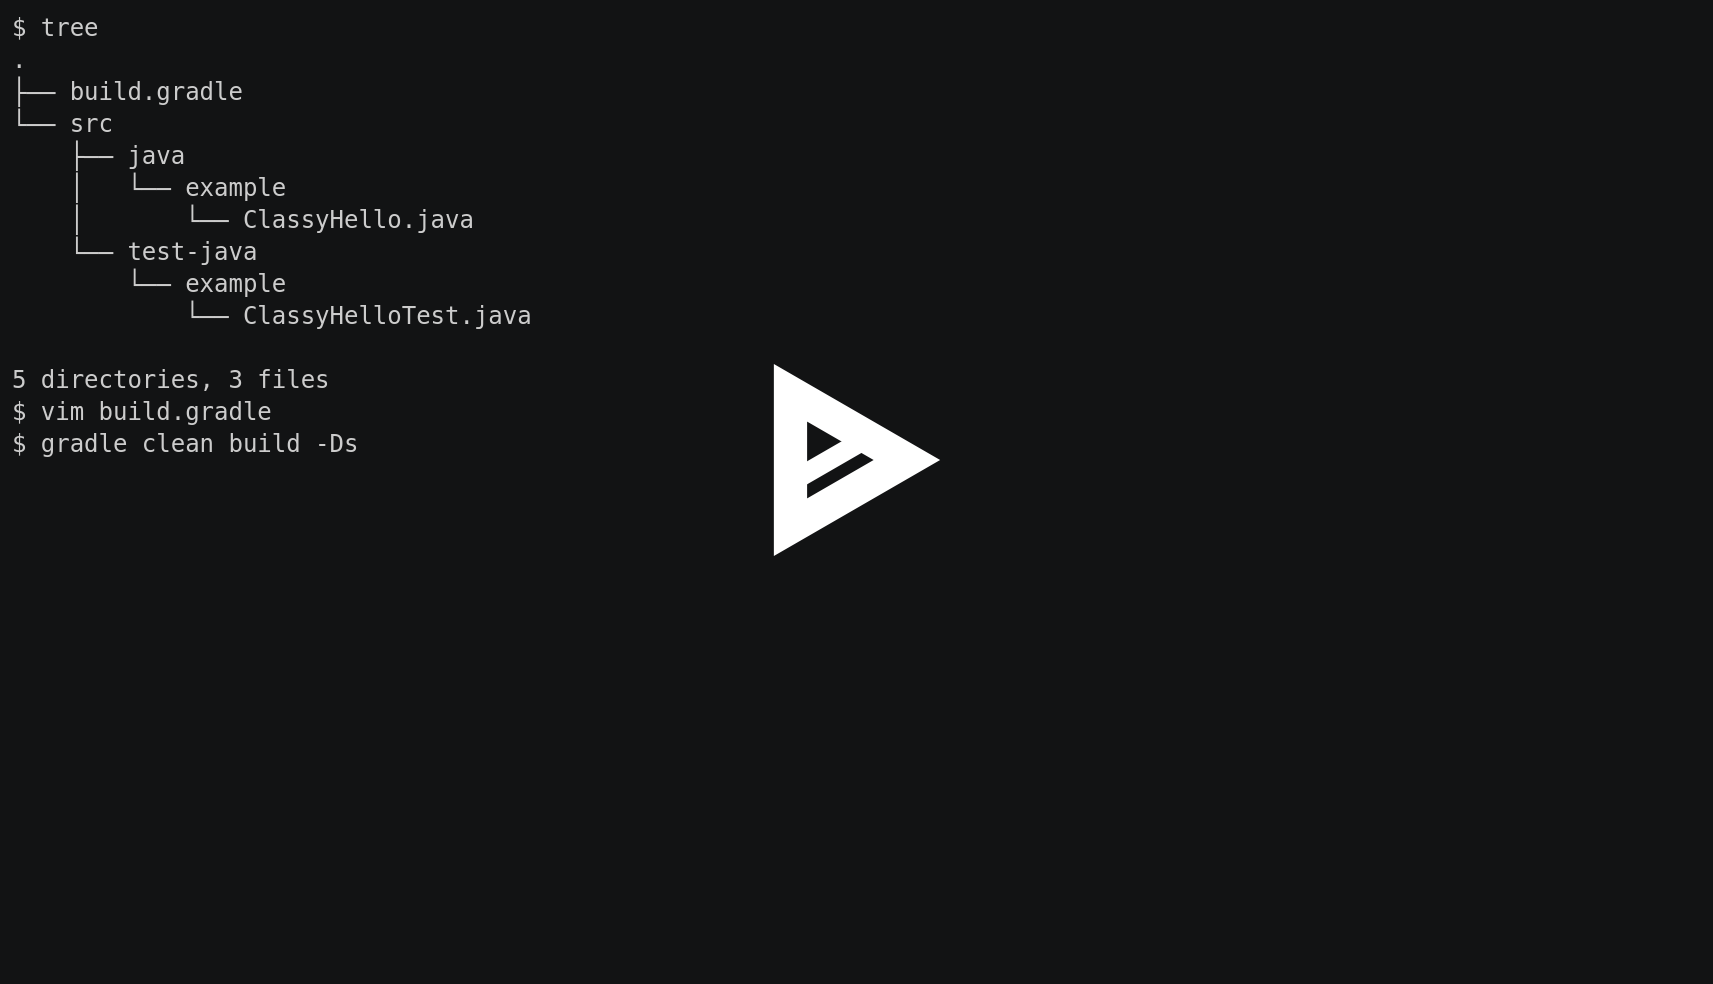 $ tree
.
├── build.gradle
└── src
    ├── java
    │   └── example
    │       └── ClassyHello.java
    └── test-java
        └── example
            └── ClassyHelloTest.java

5 directories, 3 files
$ vim build.gradle
$ gradle clean build -Ds